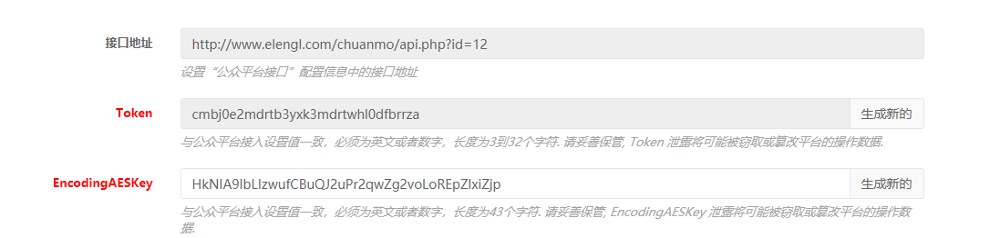 接口地址
http://www.elengl.com/chuanmo/api.php?id=12
设置“公众平台接口”配置信息中的接口地址
Token
cmbj0e2mdrtb3yxk3mdrtwhl0dfbrrza
生成新的
与公众平台接入设置值一致，必须为英文或者数字，长度为3到32个字符. 请妥善保管, Token 泄露将可能被窃取或篡改平台的操作数据.
EncodingAESKey
HkNIA9IbLIzwufCBuQJ2uPr2qwZg2voLoREpZIxiZjp
生成新的
与公众平台接入设置值一致，必须为英文或者数字，长度为43个字符. 请妥善保管, EncodingAESKey 泄露将可能被窃取或篡改平台的操作数
据.